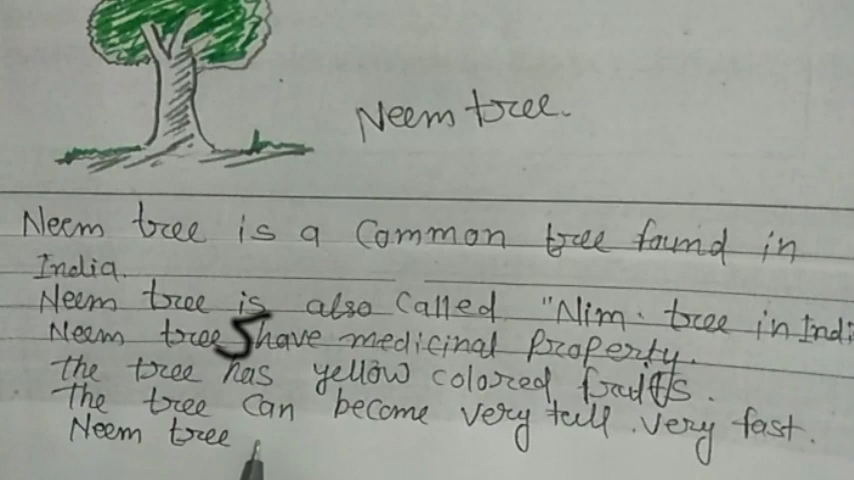 Neem tree.
Neem tree is a Common tree found in
India.
Neem tree is also Called "Nim. tree in Indi
Neem trees have medicinal Property.
the tree has yellow colored fruits.
The tree can become very tall .very fast.
Neem tree